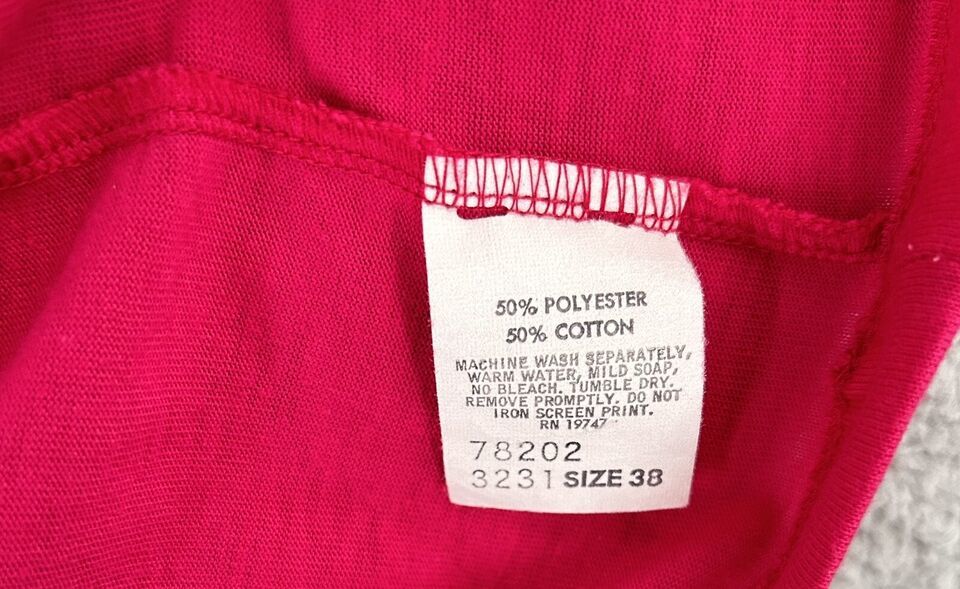 50% POLYESTER
50% COTTON
MACHINE WASH SEPARATELY,
WARM WATER, MILD SOAP,
NO BLEACH. TUMBLE DRY.
REMOVE PROMPTLY. DO NOT
IRON SCREEN PRINT.
RN 19747
78202
3231 SIZE 38